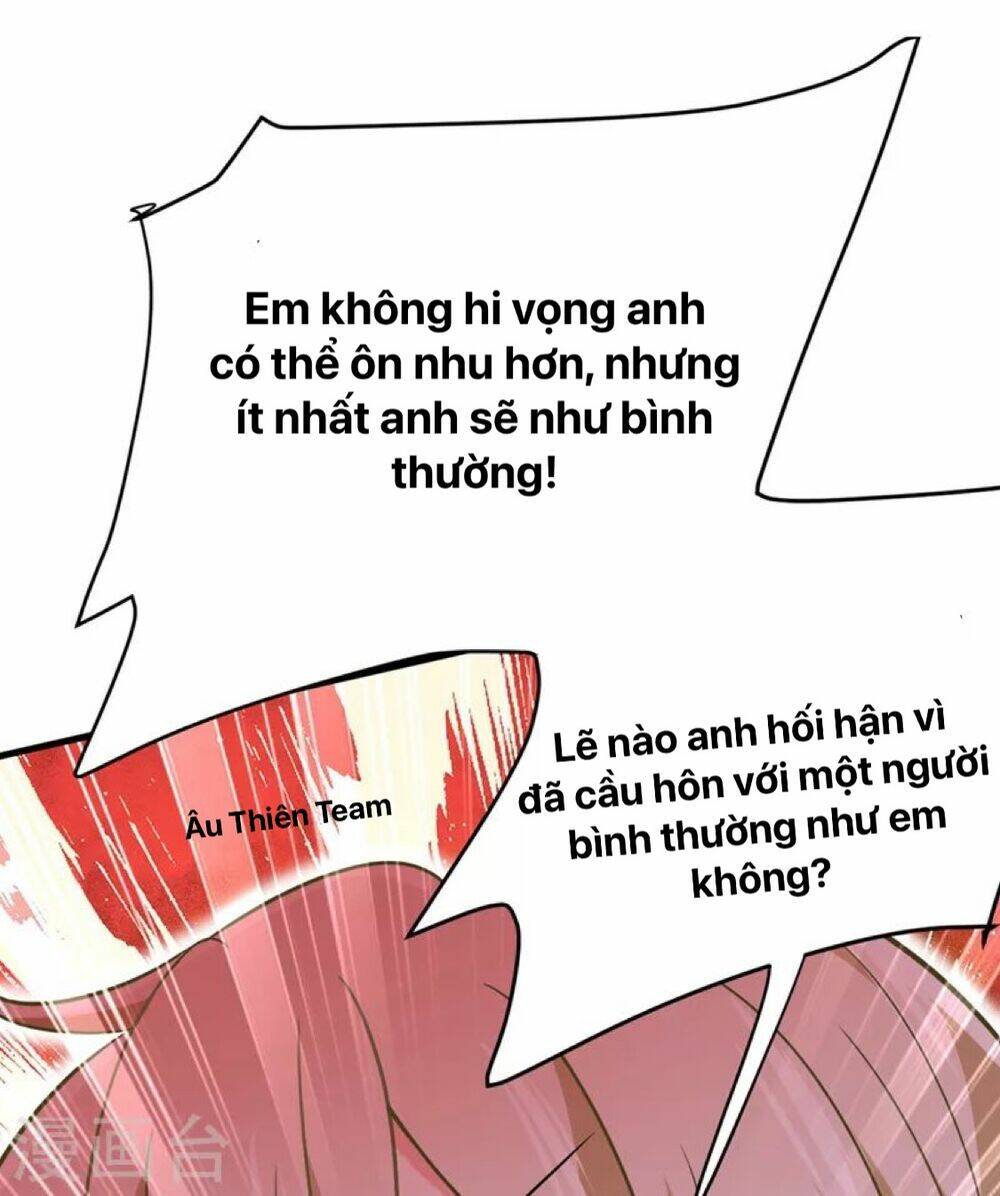 Em không hi vọng anh
có thể ôn nhu hơn, nhưng
ít nhất anh sẽ như bình
thường!
Lẽ nào anh hối hận vì
đã cầu hôn với một người
bình thường như em
không?
Âu Thiên Team
漫画台